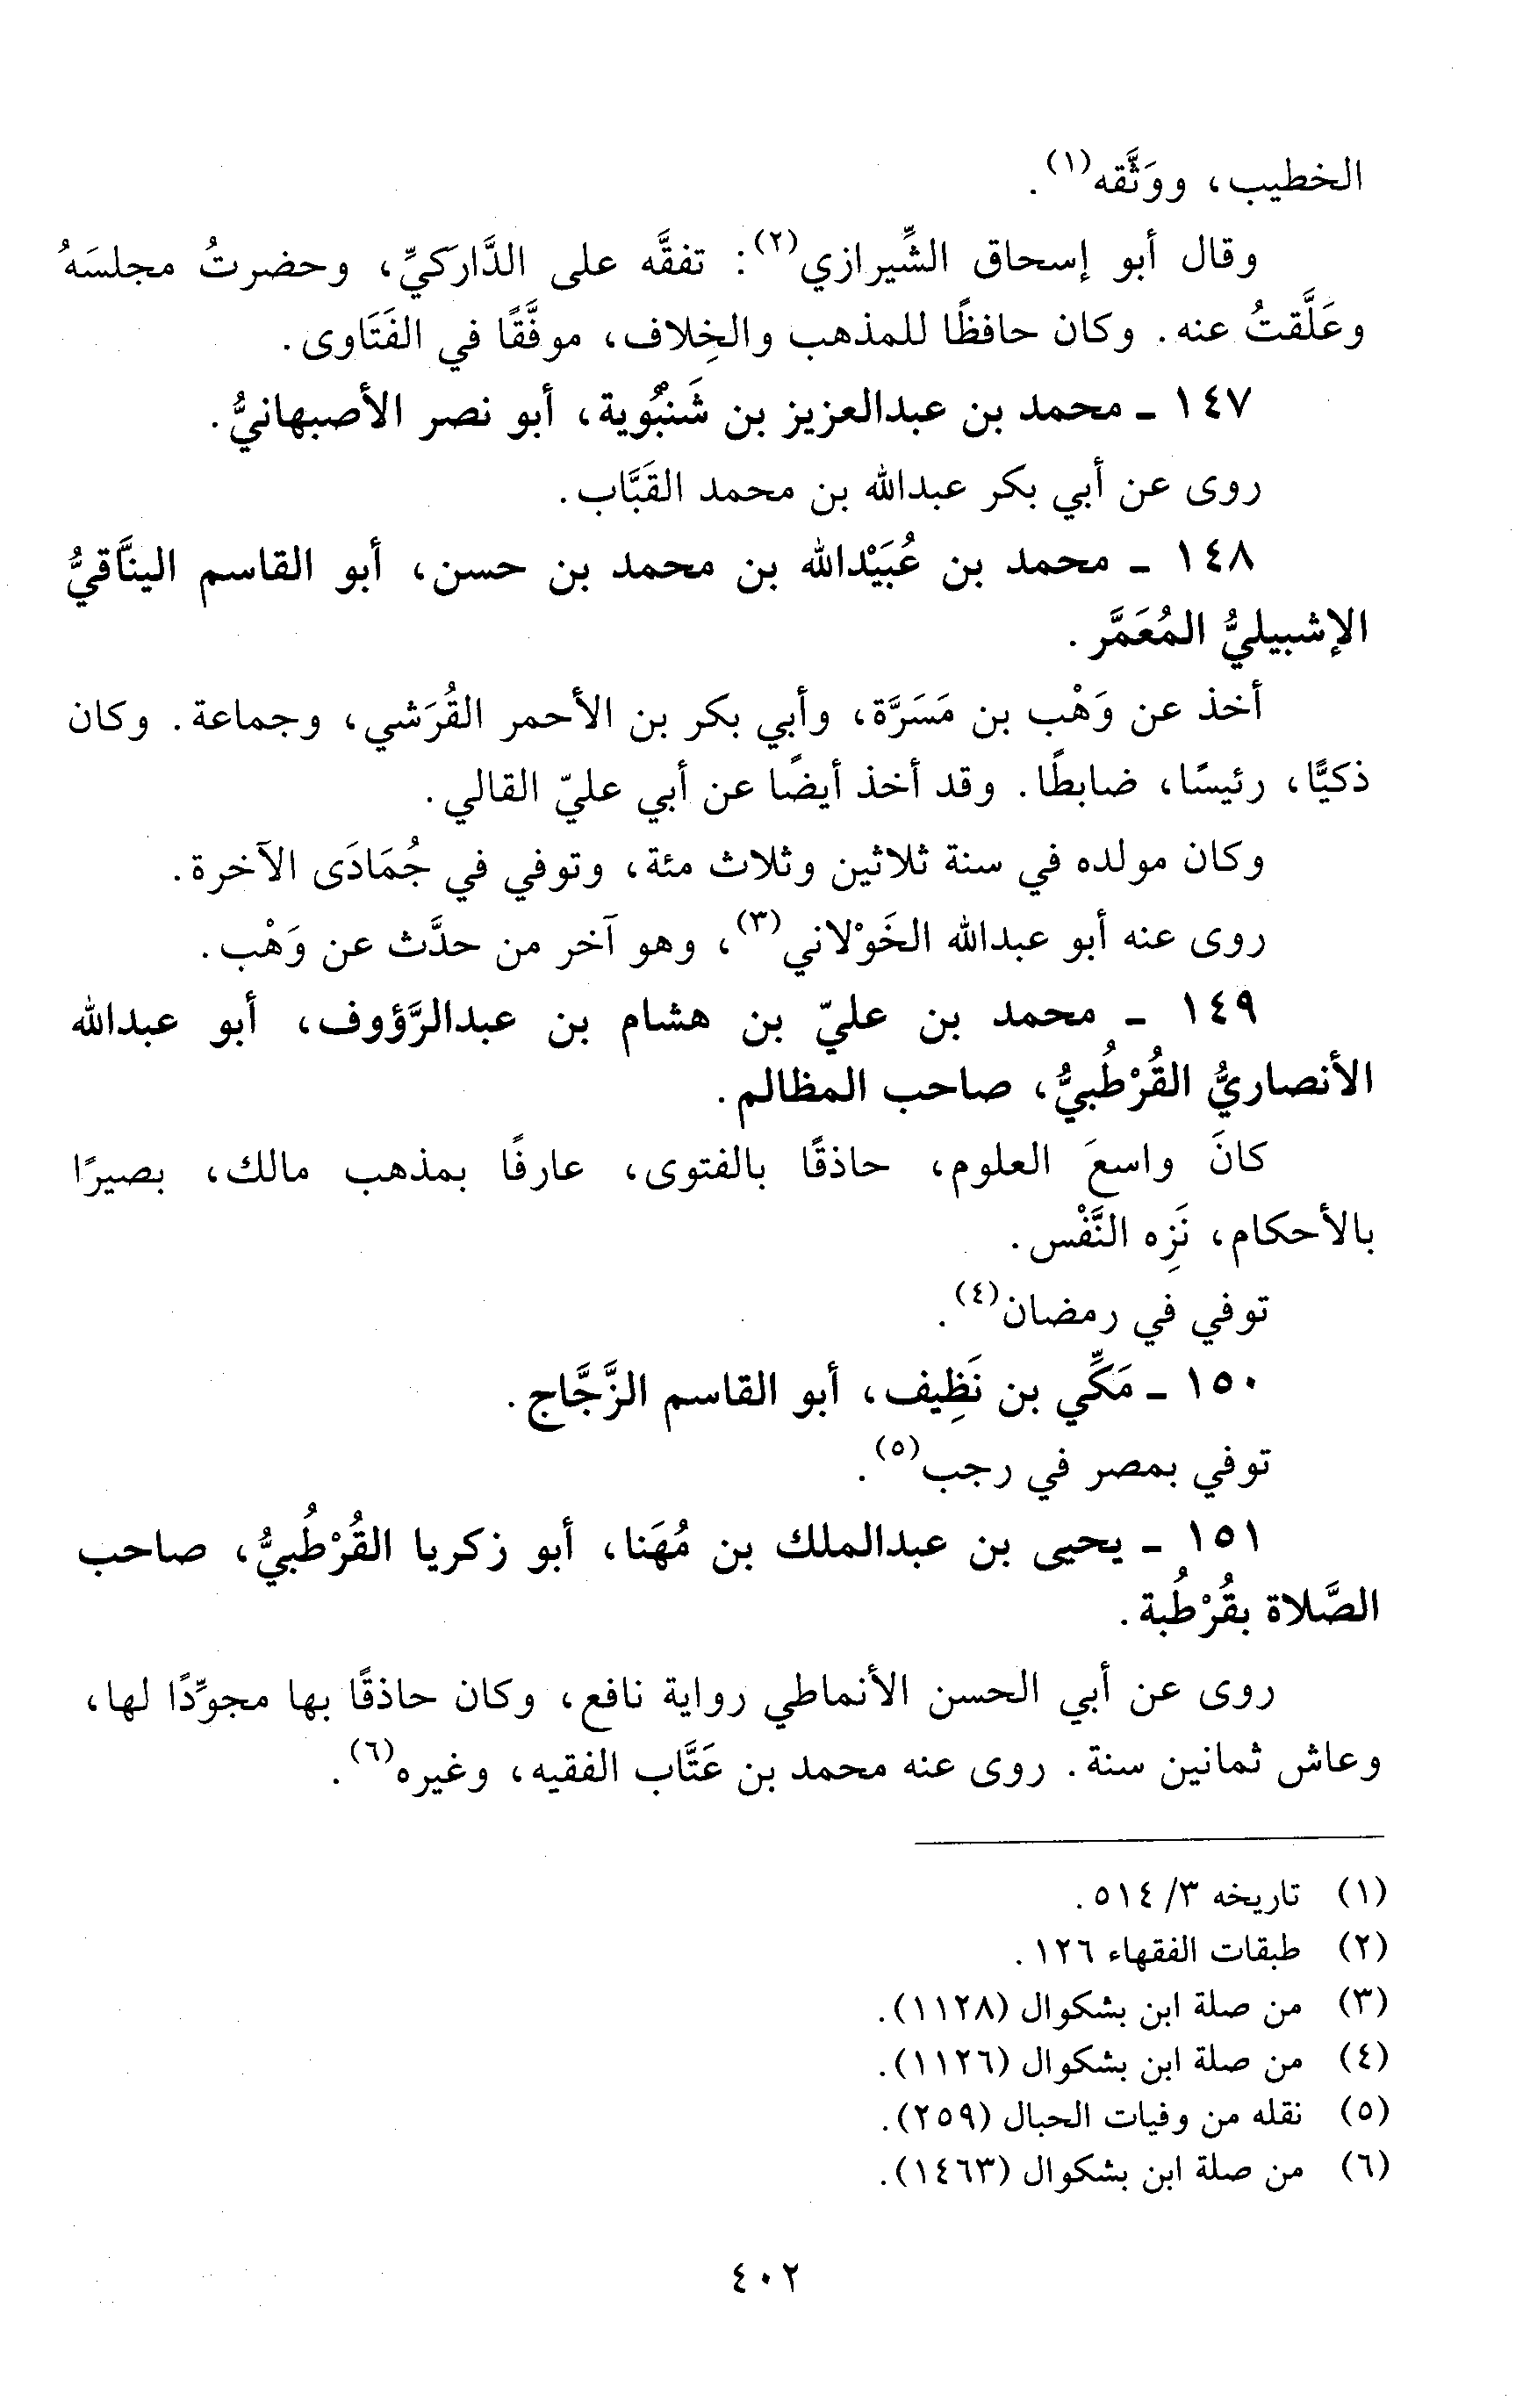 الخطيب، ووَثَّقه(١).
وقال أبو إسحاق الشِّيرازي(٢): تفقَّه على الدَّاركيِّ، وحضرتُ مجلسَهُ
وعَلَّقتُ عنه. وكان حافظًا للمذهب والخِلاف، موفَّقًا في الفَتَاوى.
١٤٧ ـ محمد بن عبدالعزيز بن شَنبُوية، أبو نصر الأصبهانيُّ.
روى عن أبي بكر عبدالله بن محمد القَبَّاب.
١٤٨ ـ محمد بن عُبَيْدالله بن محمد بن حسن، أبو القاسم الينَّاقيُّ
الإشبيليُّ المُعَمَّر.
أخذ عن وَهْب بن مَسَرَّة، وأبي بكر بن الأحمر القُرَشي، وجماعة. وكان
ذكيًّا، رئيسًا، ضابطًا. وقد أخذ أيضًا عن أبي عليّ القالي.
وكان مولده في سنة ثلاثين وثلاث مئة، وتوفي في جُمَادَى الآخرة.
روى عنه أبو عبدالله الخَوْلاني(٣)، وهو آخر من حدَّث عن وَهْب.
١٤٩ ـ محمد بن عليّ بن هشام بن عبدالرَّؤوف، أبو عبدالله
الأنصاريُّ القُرْطُبيُّ، صاحب المظالم.
كانَ واسعَ العلوم، حاذقًا بالفتوى، عارفًا بمذهب مالك، بصيرًا
بالأحكام، نَزِه النَّفْس.
توفي في رمضان(٤).
١٥٠ ـ مَكِّي بن نَظِيف، أبو القاسم الزَّجَّاج.
توفي بمصر في رجب(٥).
١٥١ ـ يحيى بن عبدالملك بن مُهَنا، أبو زكريا القُرْطُبيُّ، صاحب
الصَّلاة بقُرْطُبة.
روى عن أبي الحسن الأنماطي رواية نافع، وكان حاذقًا بها مجوِّدًا لها،
وعاش ثمانين سنة. روى عنه محمد بن عَتَّاب الفقيه، وغيره(٦).
(١) تاريخه ٣/ ٥١٤.
(٢) طبقات الفقهاء ١٢٦.
(٣) من صلة ابن بشكوال (١١٢٨).
(٤) من صلة ابن بشكوال (١١٢٦).
(٥) نقله من وفيات الحبال (٢٥٩).
(٦) من صلة ابن بشكوال (١٤٦٣).
٤٠٢